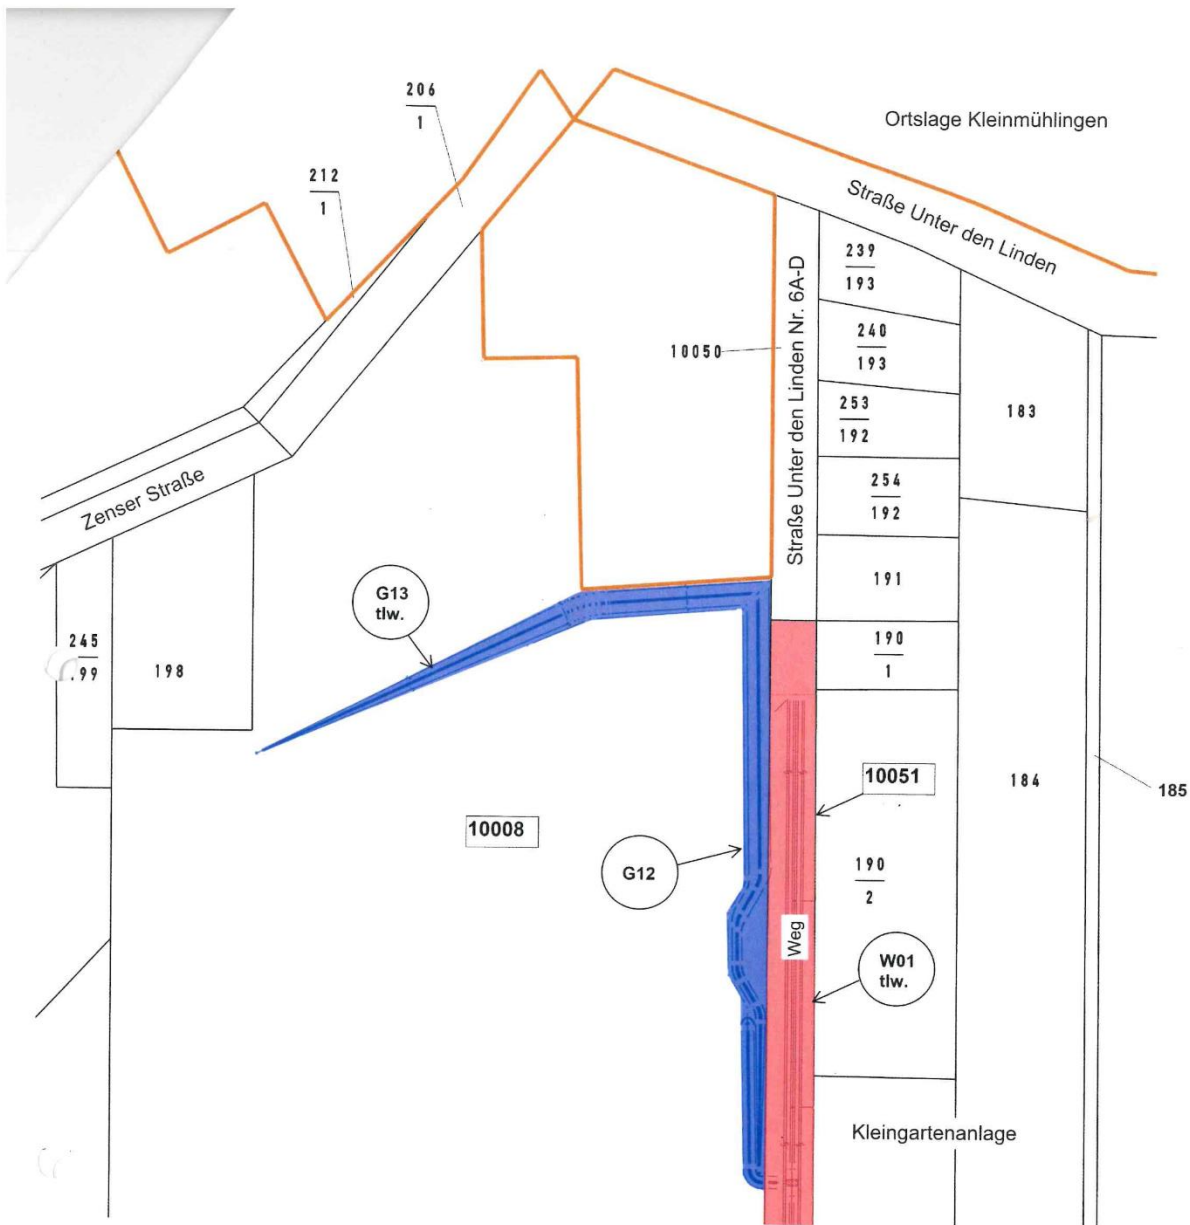 206
1
Ortslage Kleinmühlingen
212
1
Straße Unter den Linden
239
193
Straße Unter den Linden Nr. 6A-D
240
193
10050
253
192
183
254
192
Zenser Straße
191
G13
tlw.
245
.99
198
190
1
10051
184
185
10008
G12
190
2
Weg
W01
tlw.
Kleingartenanlage